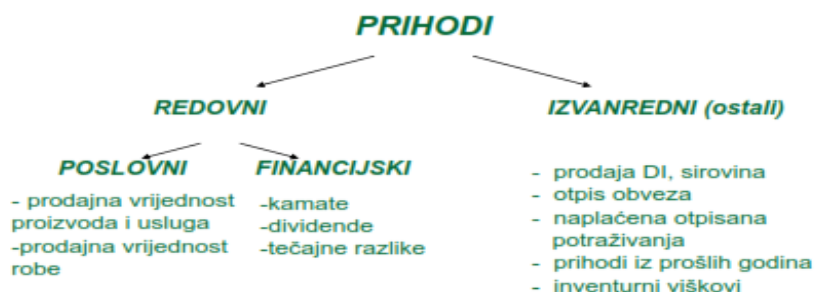 PRIHODI
REDOVNI
IZVANREDNI (ostali)
POSLOVNI
- prodajna vrijednost
proizvoda i usluga
-prodajna vrijednost
robe
FINANCIJSKI
-kamate
-dividende
-tečajne razlike
- prodaja DI, sirovina
- otpis obveza
- naplaćena otpisana
potraživanja
- prihodi iz prošlih godina
- inventurni viškovi